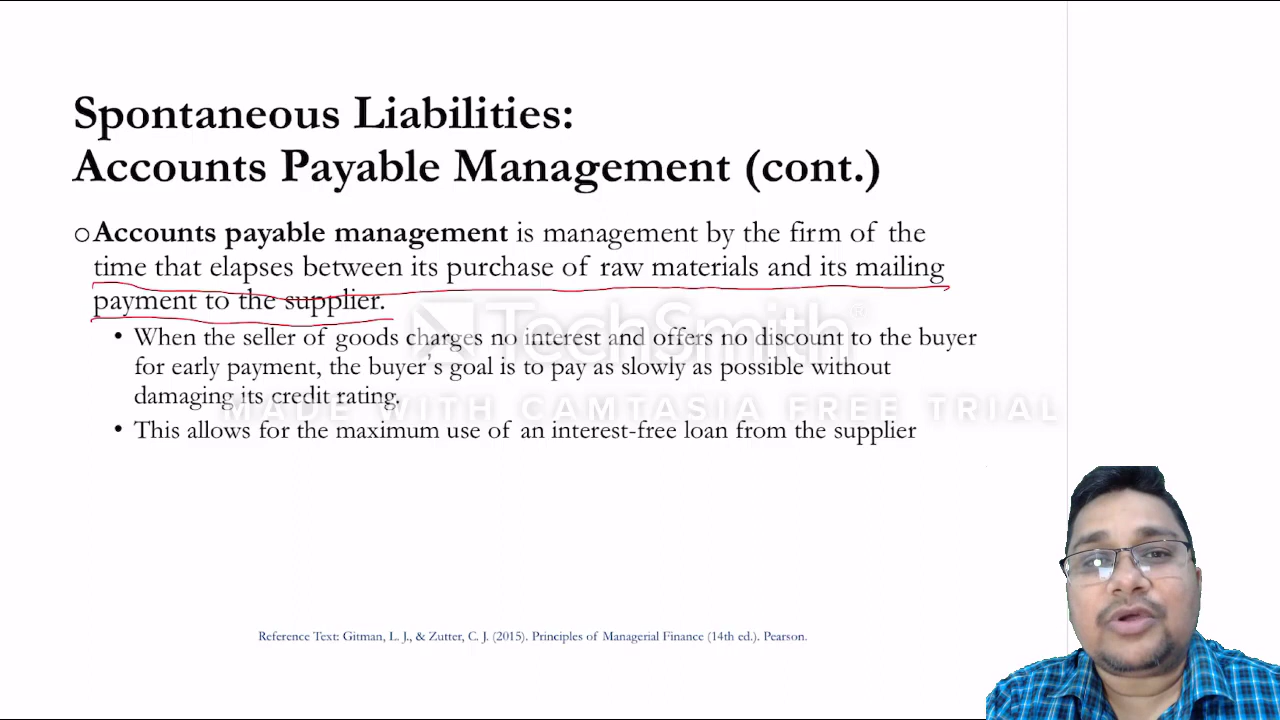 Spontaneous Liabilities:
Accounts Payable Management (cont.)
oAccounts payable management is management by the firm of the
time that elapses between its purchase of raw materials and its mailing
payment to the supplier.
• When the seller of goods charges no interest and offers no discount to the buyer
for early payment, the buyer's goal is to pay as slowly as possible without
damaging its credit rating.
• This allows for the maximum use of an interest-free loan from the supplier
TechSmith®
MADE WITH CAMTASIA FREE TRIAL
Reference Text: Gitman, L. J., & Zutter, C. J. (2015). Principles of Managerial Finance (14th ed.). Pearson.